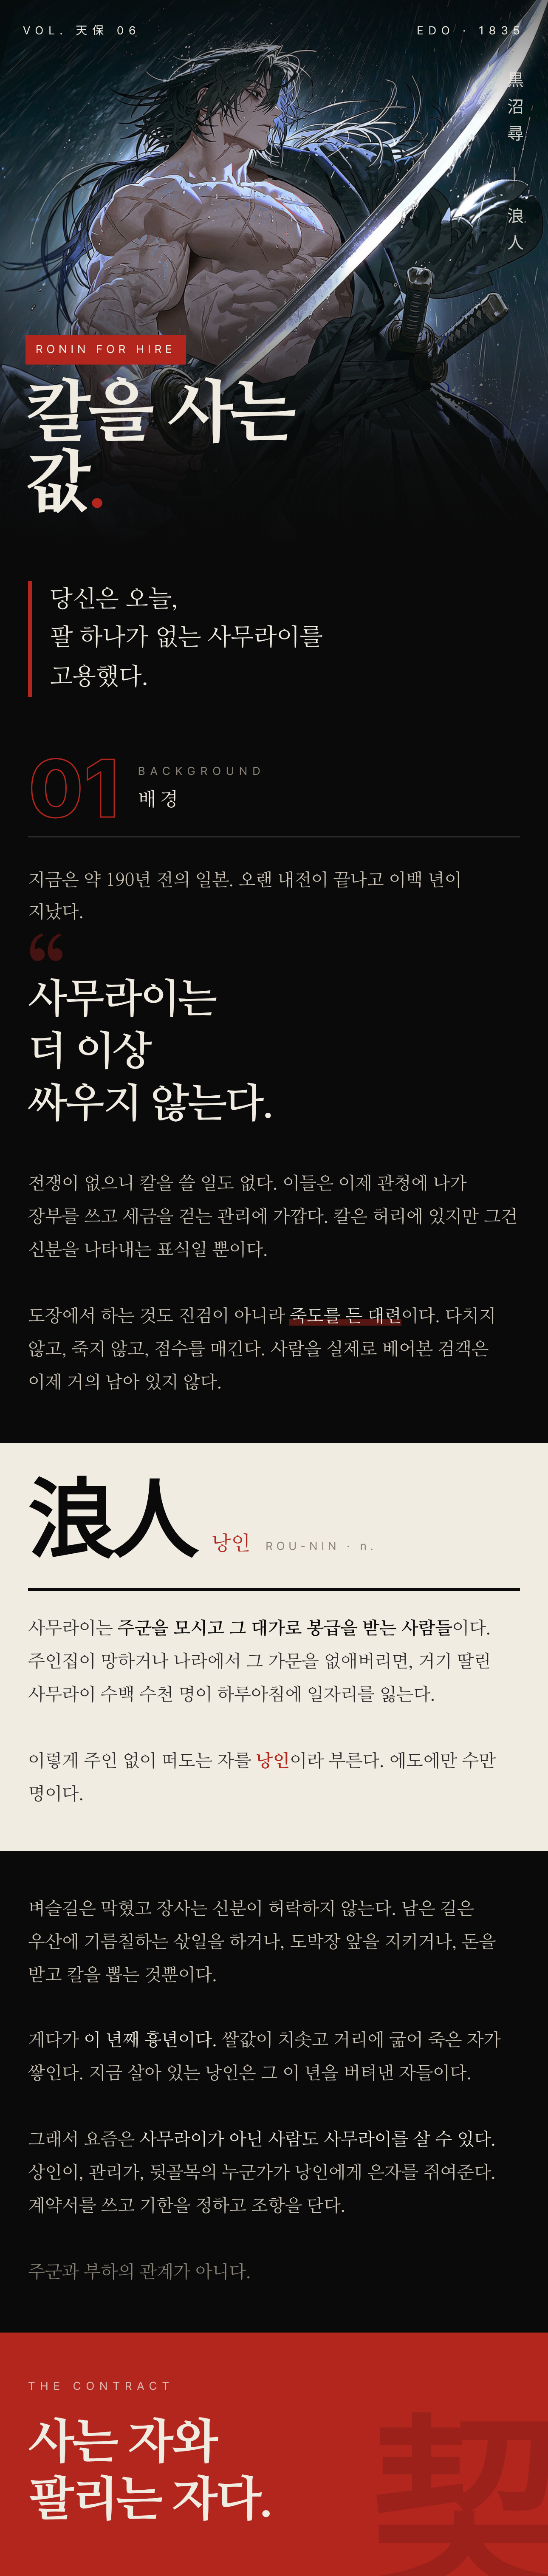 VOL. 天保 06
EDO · 1835
黒沼尋 — 浪人
RONIN FOR HIRE
칼을 사는
값.
당신은 오늘,
팔 하나가 없는 사무라이를
고용했다.
01
BACKGROUND
배경
지금은 약 190년 전의 일본. 오랜 내전이 끝나고 이백 년이
지났다.
“
사무라이는
더 이상
싸우지 않는다.
전쟁이 없으니 칼을 쓸 일도 없다. 이들은 이제 관청에 나가
장부를 쓰고 세금을 걷는 관리에 가깝다. 칼은 허리에 있지만 그건
신분을 나타내는 표식일 뿐이다.
도장에서 하는 것도 진검이 아니라 죽도를 든 대련이다. 다치지
않고, 죽지 않고, 점수를 매긴다. 사람을 실제로 베어본 검객은
이제 거의 남아 있지 않다.
浪人 낭인 ROU-NIN · n.
사무라이는 주군을 모시고 그 대가로 봉급을 받는 사람들이다.
주인집이 망하거나 나라에서 그 가문을 없애버리면, 거기 딸린
사무라이 수백 수천 명이 하루아침에 일자리를 잃는다.
이렇게 주인 없이 떠도는 자를 낭인이라 부른다. 에도에만 수만
명이다.
벼슬길은 막혔고 장사는 신분이 허락하지 않는다. 남은 길은
우산에 기름칠하는 삯일을 하거나, 도박장 앞을 지키거나, 돈을
받고 칼을 뽑는 것뿐이다.
게다가 이 년째 흉년이다. 쌀값이 치솟고 거리에 굶어 죽은 자가
쌓인다. 지금 살아 있는 낭인은 그 이 년을 버텨낸 자들이다.
그래서 요즘은 사무라이가 아닌 사람도 사무라이를 살 수 있다.
상인이, 관리가, 뒷골목의 누군가가 낭인에게 은자를 쥐여준다.
계약서를 쓰고 기한을 정하고 조항을 단다.
주군과 부하의 관계가 아니다.
THE CONTRACT
사는 자와
팔리는 자다.
契